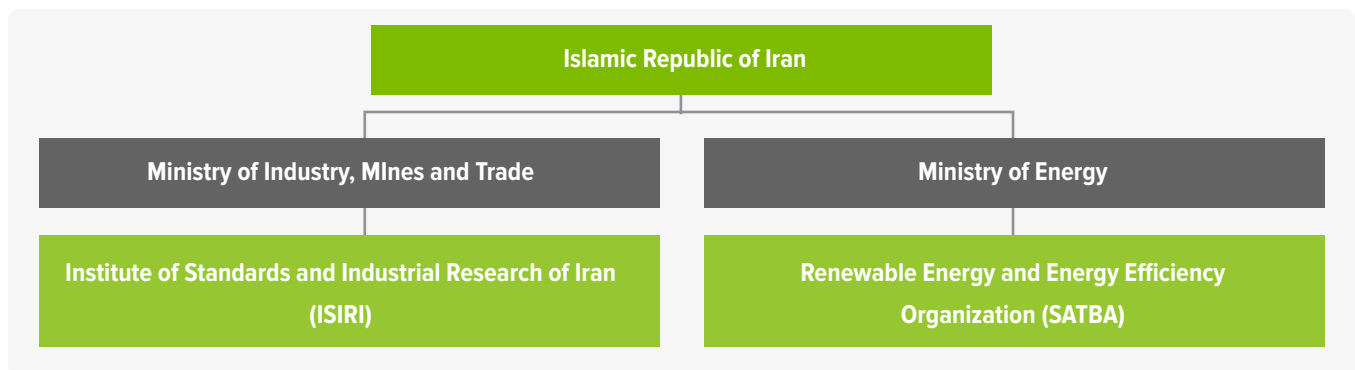 Islamic Republic of Iran
Ministry of Industry, MInes and Trade
Ministry of Energy
Institute of Standards and Industrial Research of Iran
(ISIRI)
Renewable Energy and Energy Efficiency
Organization (SATBA)